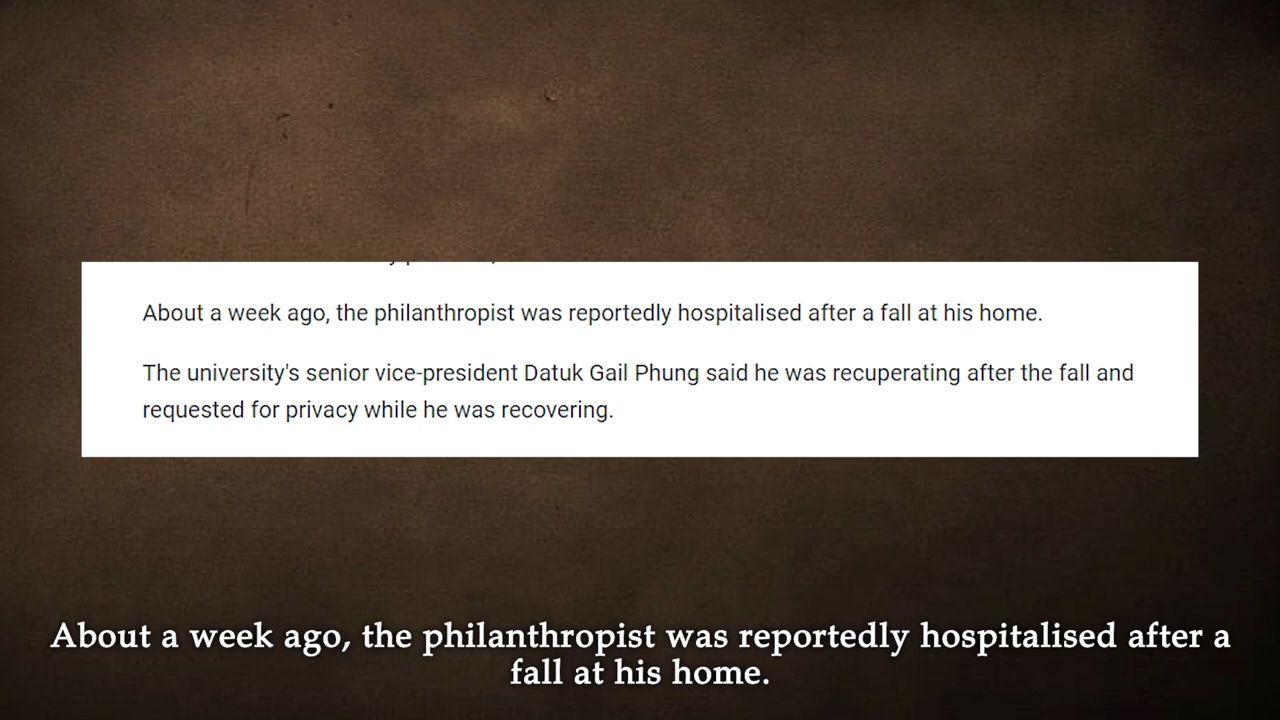 About a week ago, the philanthropist was reportedly hospitalised after a fall at his home.
The university's senior vice-president Datuk Gail Phung said he was recuperating after the fall and
requested for privacy while he was recovering.
About a week ago, the philanthropist was reportedly hospitalised after a
fall at his home.